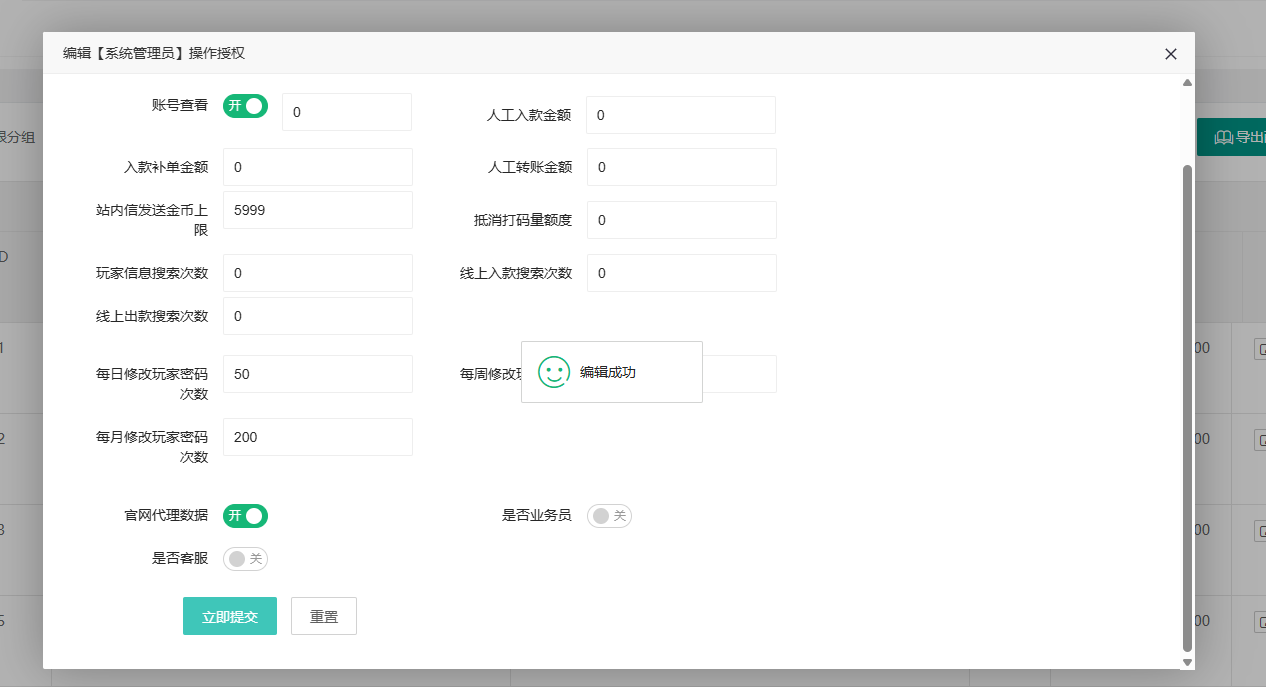 编辑【系统管理员】操作授权
限分组
导出
账号查看
开
0
人工入款金额
0
入款补单金额
0
人工转账金额
0
站内信发送金币上
限
5999
抵消打码量额度
0
玩家信息搜索次数
0
线上入款搜索次数
0
线上出款搜索次数
0
每日修改玩家密码
次数
50
每周修改玩
编辑成功
每月修改玩家密码
次数
200
官网代理数据
开
是否业务员
关
是否客服
关
立即提交
重置
D
1
2
3
5
00
00
00
00